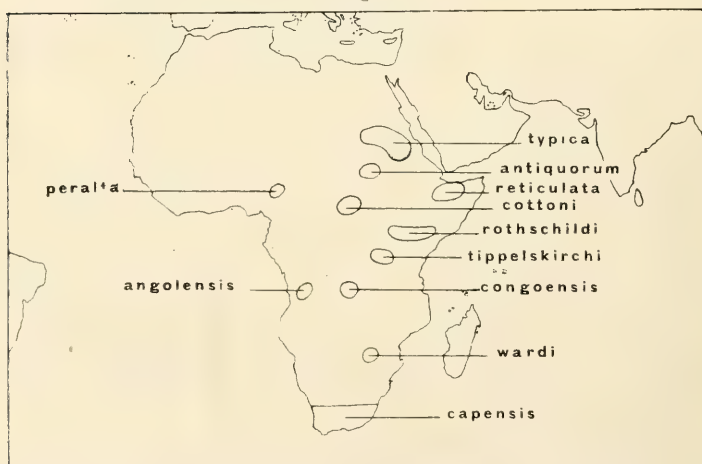 typica
antiquorum
peralta
reticulata
cottoni
rothschildi
tippelskirchi
angolensis
congoensis
wardi
capensis